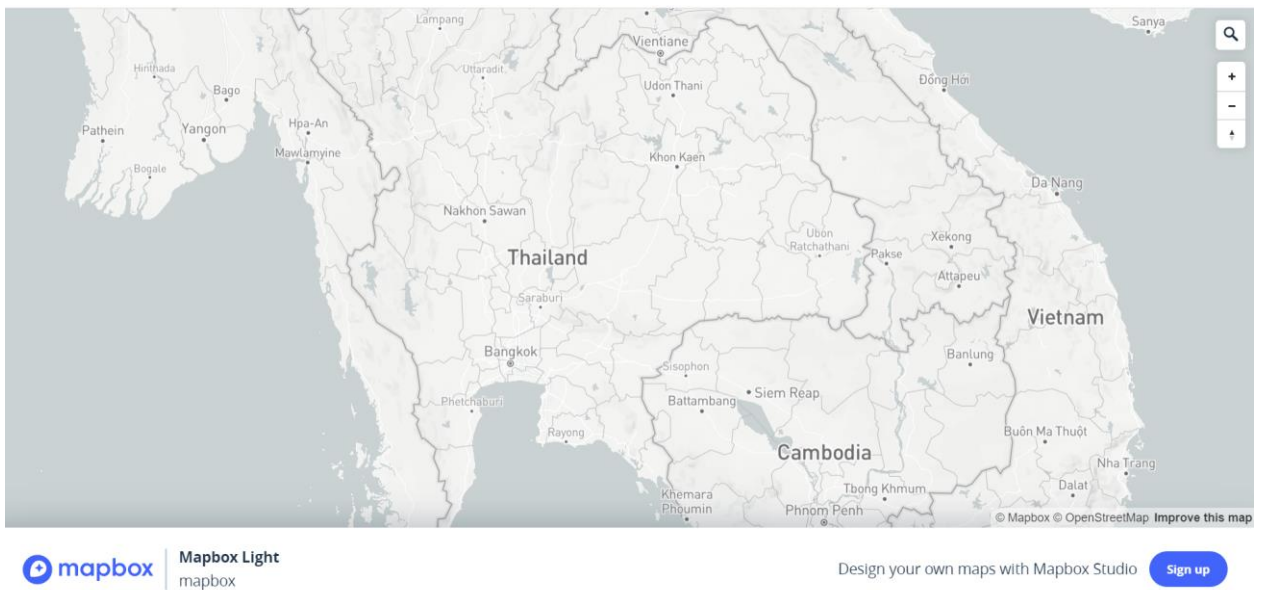 Lampang
Sanya
Vientiane
Hinthada
Uttaradit
Udon Thani
Đồng Hới
Bago
Pathein
Yangon
Hpa-An
Mawlamyine
Khon Kaen
Bogale
Da Nang
Nakhon Sawan
Ubon
Ratchathani
Xekong
Pakse
Thailand
Attapeu
Saraburi
Vietnam
Bangkok
Banlung
Sisophon
Siem Reap
Battambang
Phetchaburi
Rayong
Buôn Ma Thuột
Cambodia
Nha Trang
Tbong Khmum
Dalat
Khemara
Phoumin
Phnom Penh
© Mapbox © OpenStreetMap Improve this map
mapbox
Mapbox Light
mapbox
Design your own maps with Mapbox Studio
Sign up